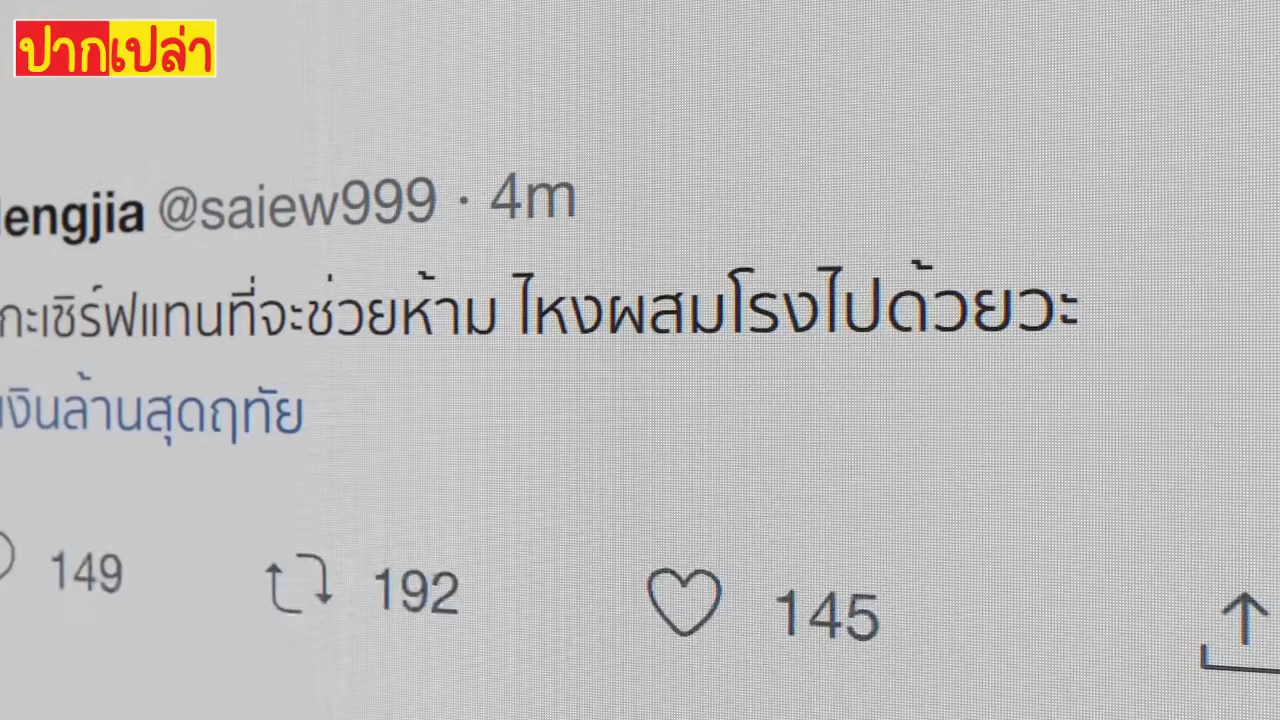 ปากเปล่า
lengjia @saiew999 · 4m
กะเซิร์ฟแทนที่จะช่วยห้าม ไหงผสมโรงไปด้วยวะ
เงินล้านสุดฤทัย
149 192 145